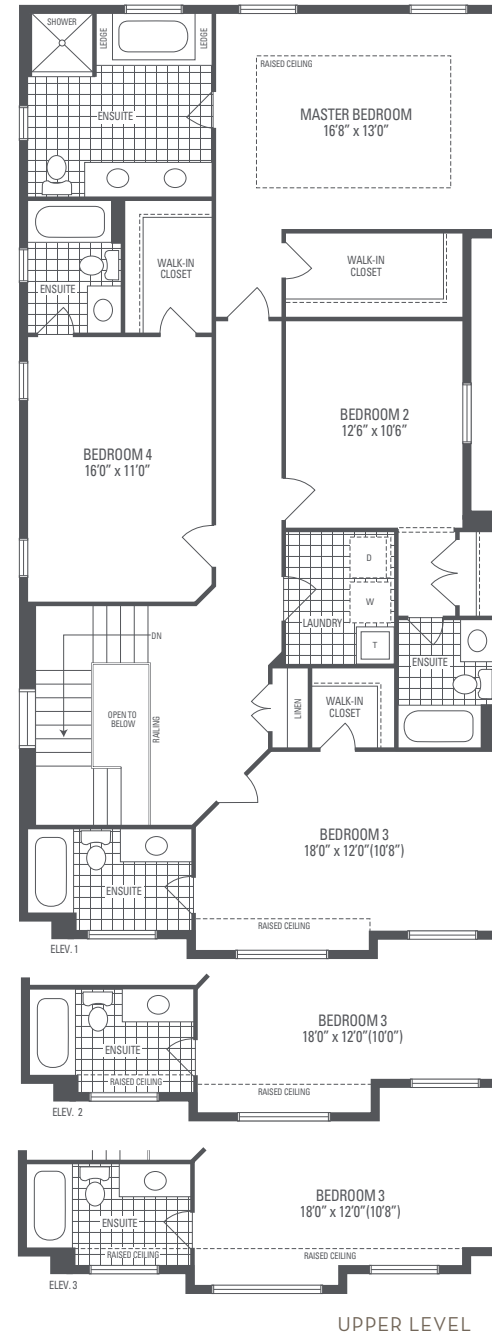 SHOWER
LEDGE
LEDGE
ENSUITE
RAISED CEILING
MASTER BEDROOM
16'8" x 13'0"
WALK-IN
CLOSET
WALK-IN
CLOSET
ENSUITE
BEDROOM 2
12'6" x 10'6"
BEDROOM 4
16'0" x 11'0"
D
W
T
LAUNDRY
DN
OPEN TO
BELOW
RAILING
ENSUITE
LINEN
WALK-IN
CLOSET
BEDROOM 3
18'0" x 12'0"(10'8")
ENSUITE
RAISED CEILING
ELEV. 1
BEDROOM 3
18'0" x 12'0"(10'0")
ENSUITE
RAISED CEILING
RAISED CEILING
ELEV. 2
BEDROOM 3
18'0" x 12'0"(10'8")
ENSUITE
RAISED CEILING
RAISED CEILING
ELEV. 3
UPPER LEVEL